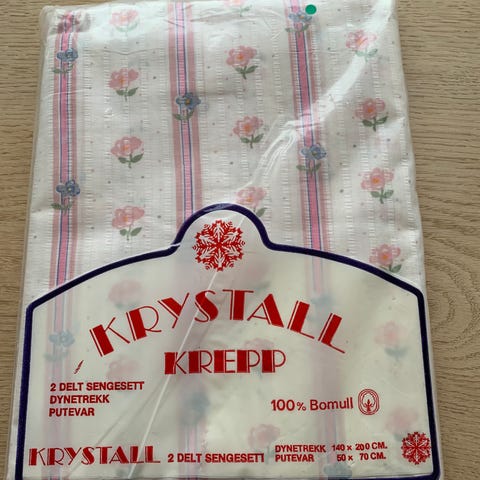 KRYSTALL
KREPP
2 DELT SENGESETT
DYNETREKK
PUTEVAR
100% Bomull
KRYSTALL 2 DELT SENGESETT DYNETREKK 140 x 200 CM.
PUTEVAR 50 x 70 CM.